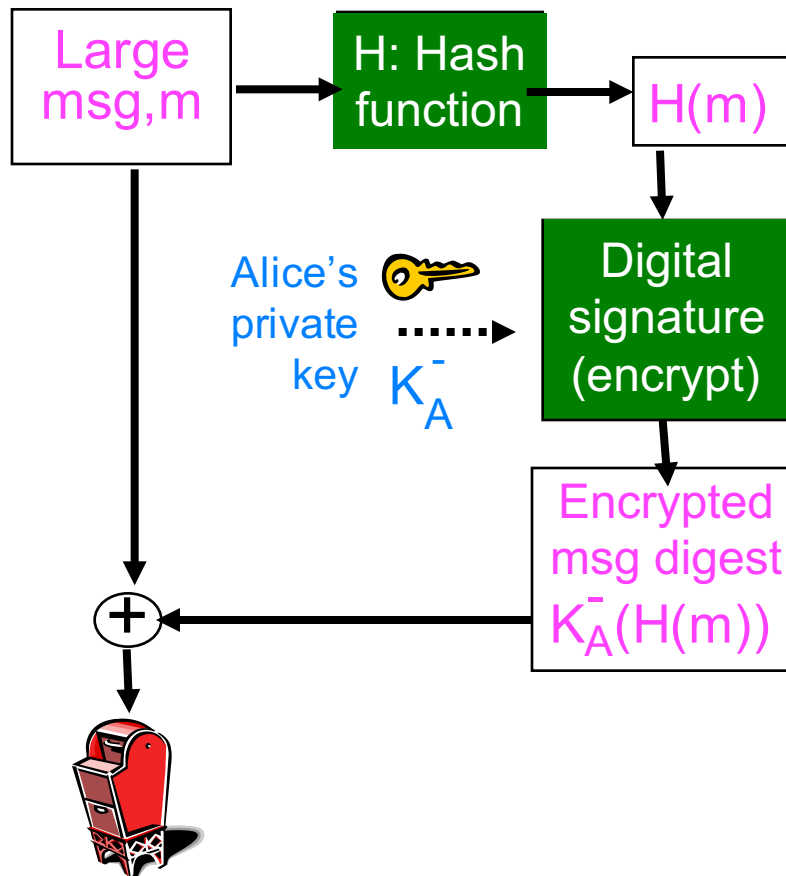 Large
msg,m
H: Hash
function
H(m)
Alice’s
private
key
K
A
-
Digital
signature
(encrypt)
Encrypted
msg digest
K
A
-
(H(m))
+